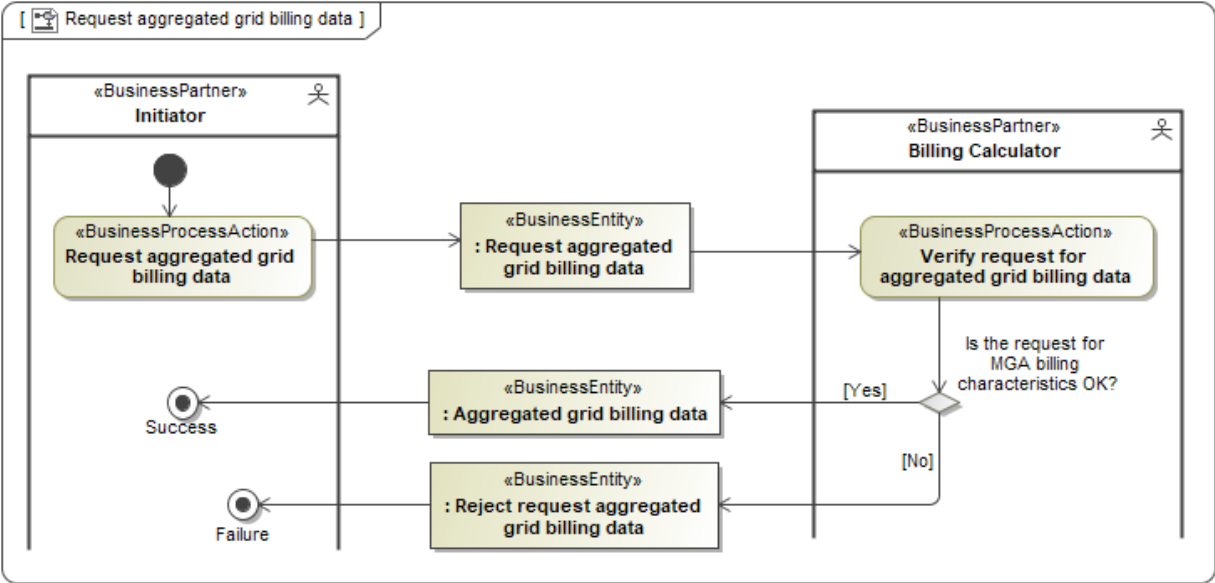 [ Request aggregated grid billing data ]
«BusinessPartner»
Initiator
«BusinessPartner»
Billing Calculator
«BusinessProcessAction»
Request aggregated grid
billing data
«BusinessEntity»
: Request aggregated
grid billing data
«BusinessProcessAction»
Verify request for
aggregated grid billing data
Is the request for
MGA billing
characteristics OK?
[Yes]
«BusinessEntity»
: Aggregated grid billing data
Success
[No]
«BusinessEntity»
: Reject request aggregated
grid billing data
Failure